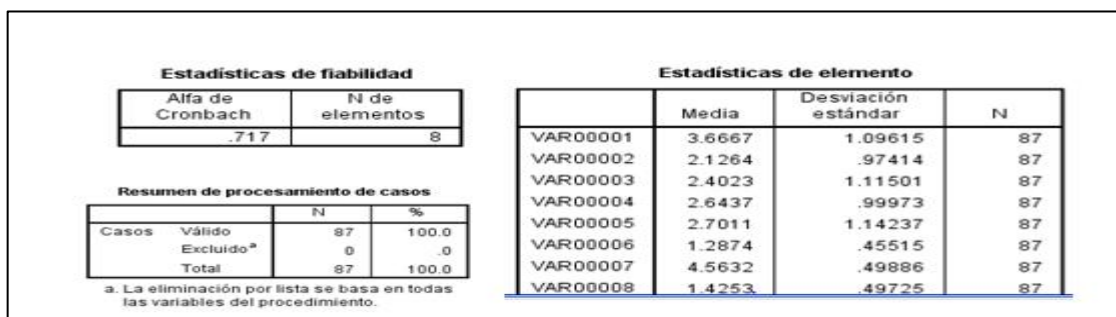 Estadísticas de fiabilidad
Alfa de Cronbach N de elementos
.717 8
Resumen de procesamiento de casos
N %
Casos Válido 87 100.0
Excluido a 0 .0
Total 87 100.0
a. La eliminación por lista se basa en todas
las variables del procedimiento.
Estadísticas de elemento
Media Desviación estándar N
VAR00001 3.6667 1.09615 87
VAR00002 2.1264 .97414 87
VAR00003 2.4023 1.11501 87
VAR00004 2.6437 .99973 87
VAR00005 2.7011 1.14237 87
VAR00006 1.2874 .45515 87
VAR00007 4.5632 .49886 87
VAR00008 1.4253 .49725 87